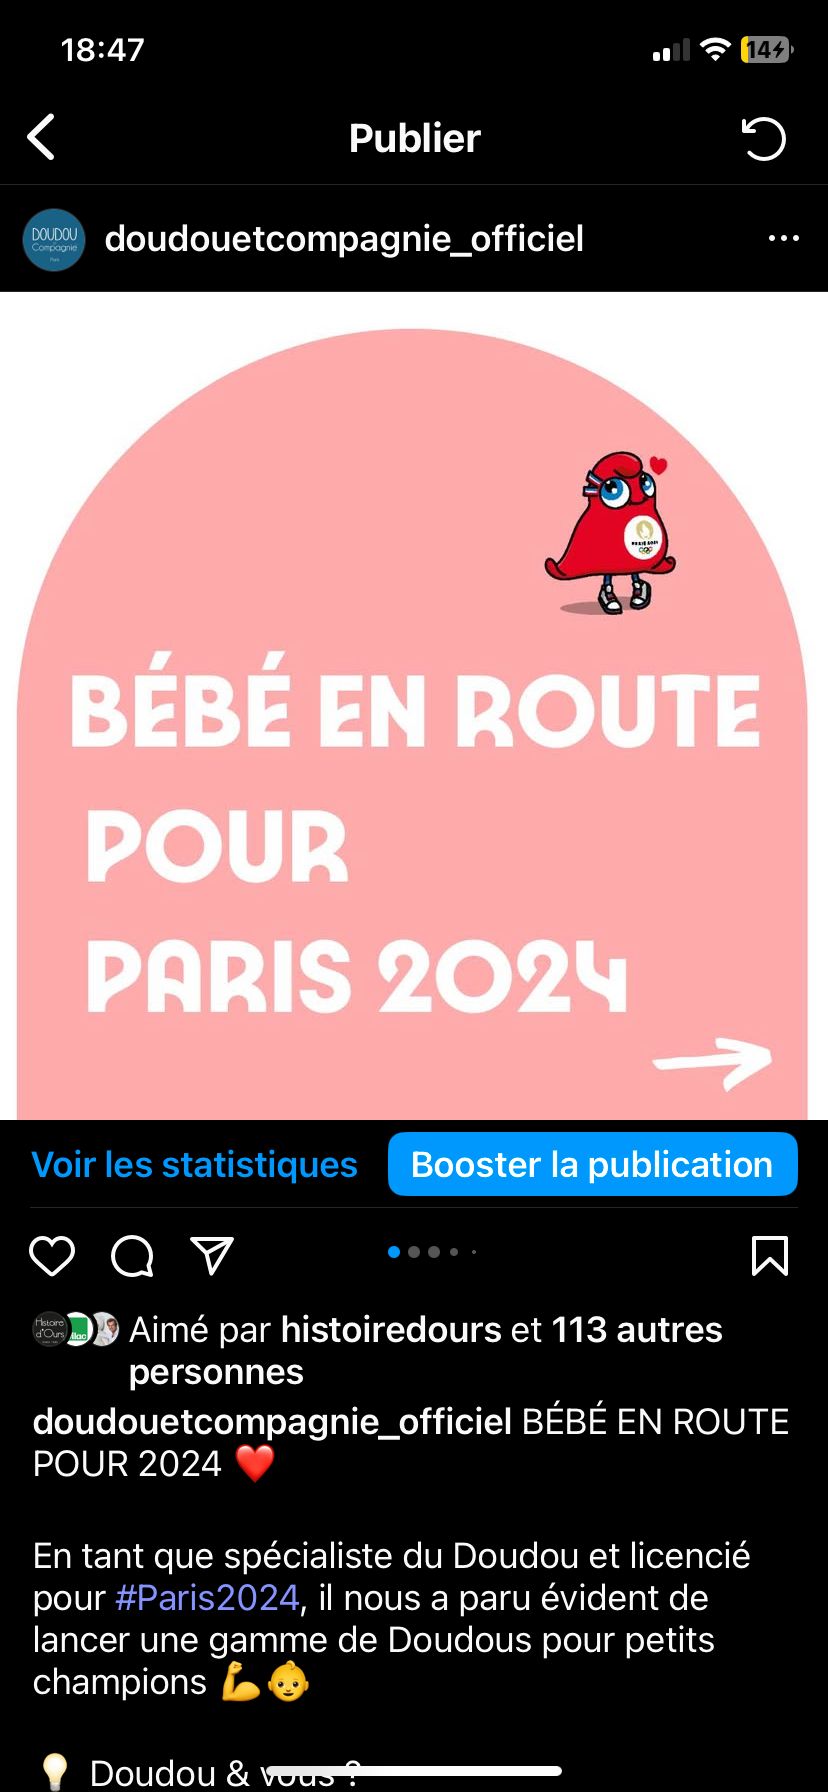 18:47
14
Publier
DOUDOU
Compagnie
Paris
doudouetcompagnie_officiel
PARIS 2024
BÉBÉ EN ROUTE
POUR
PARIS 2024
Voir les statistiques
Booster la publication
Histoire
d'Ours
Aimé par histoiredours et 113 autres
personnes
doudouetcompagnie_officiel BÉBÉ EN ROUTE
POUR 2024 ❤️
En tant que spécialiste du Doudou et licencié
pour #Paris2024, il nous a paru évident de
lancer une gamme de Doudous pour petits
champions 💪👶
💡 Doudou & vous ?